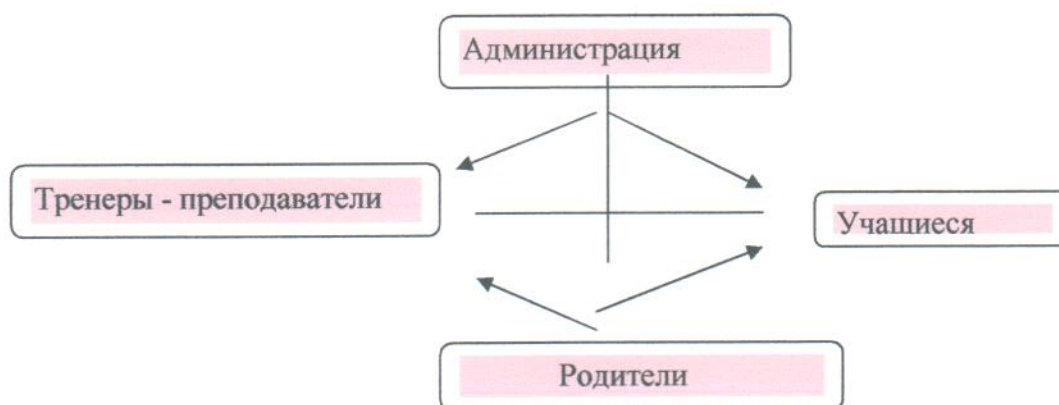 Администрация
Тренеры - преподаватели
Учашиеся
Родители